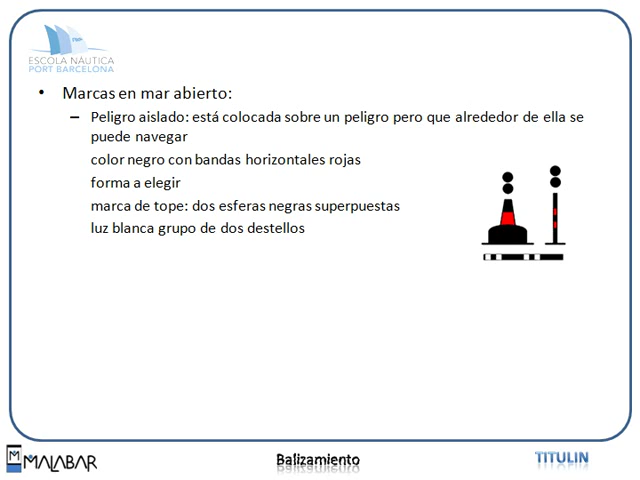 ESCOLA NÁUTICA
PORT BARCELONA
• Marcas en mar abierto:
– Peligro aislado: está colocada sobre un peligro pero que alrededor de ella se
puede navegar
color negro con bandas horizontales rojas
forma a elegir
marca de tope: dos esferas negras superpuestas
luz blanca grupo de dos destellos
MALABAR
Balizamiento
TITULIN